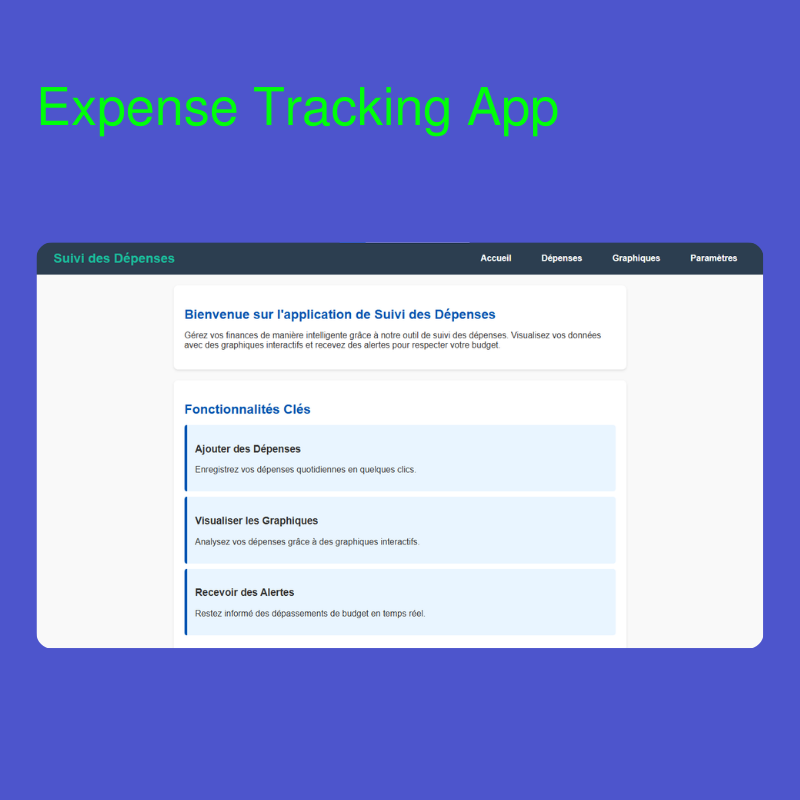 Expense Tracking App
Suivi des Dépenses
Accueil
Dépenses
Graphiques
Paramètres
Bienvenue sur l'application de Suivi des Dépenses
Gérez vos finances de manière intelligente grâce à notre outil de suivi des dépenses. Visualisez vos données
avec des graphiques interactifs et recevez des alertes pour respecter votre budget.
Fonctionnalités Clés
Ajouter des Dépenses
Enregistrez vos dépenses quotidiennes en quelques clics.
Visualiser les Graphiques
Analysez vos dépenses grâce à des graphiques interactifs.
Recevoir des Alertes
Restez informé des dépassements de budget en temps réel.